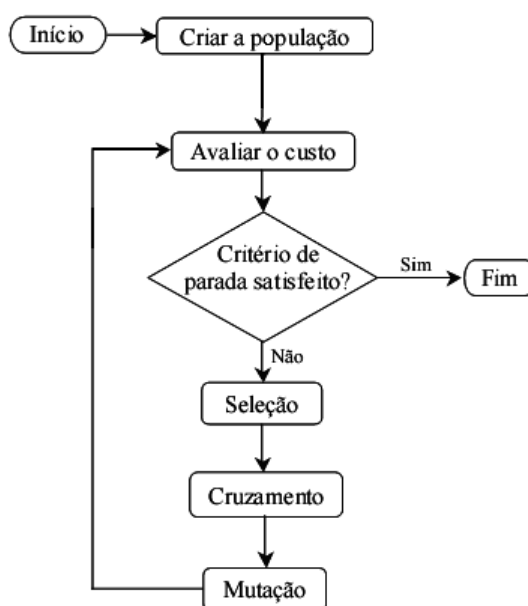 Início
Criar a população
Avaliar o custo
Critério de
parada satisfeito?
Sim
Fim
Não
Seleção
Cruzamento
Mutação